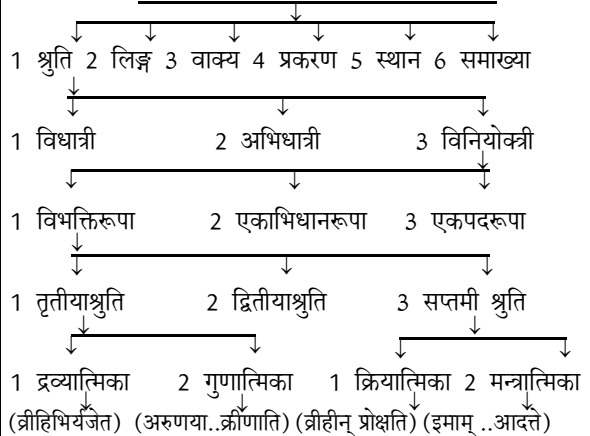 1 श्रुति 2 लिङ्ग 3 वाक्य 4 प्रकरण 5 स्थान 6 समाख्या
1 विधात्री 2 अभिधात्री 3 विनियोक्त्री
1 विभक्तिरूपा 2 एकाभिधानरूपा 3 एकपदरूपा
1 तृतीयाश्रुति 2 द्वितीयाश्रुति 3 सप्तमी श्रुति
1 द्रव्यात्मिका 2 गुणात्मिका 1 क्रियात्मिका 2 मन्त्रात्मिका
(व्रीहिभिर्यजेत) (अरुणया..क्रीणाति) (व्रीहीन् प्रोक्षति) (इमाम् ..आदत्ते)